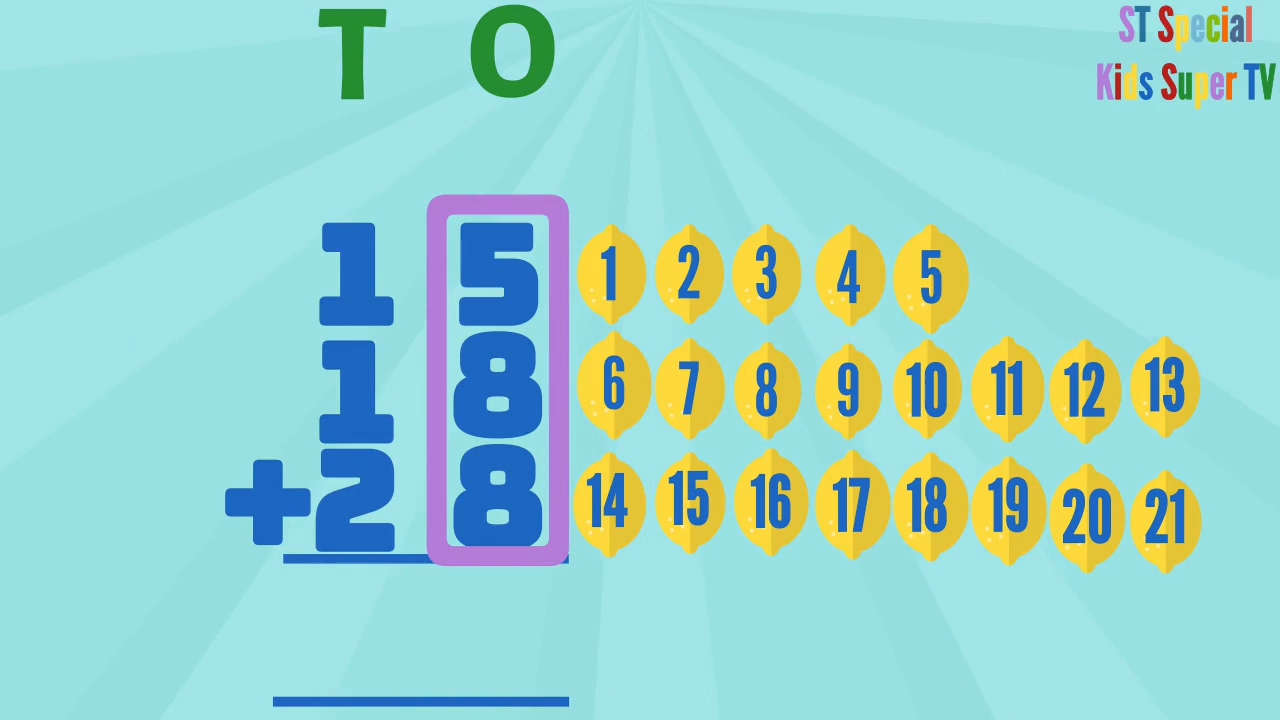 T O
ST Special
Kids Super TV
1 5 1 2 3 4 5
1 8 6 7 8 9 10 11 12 13
+2 8 14 15 16 17 18 19 20 21